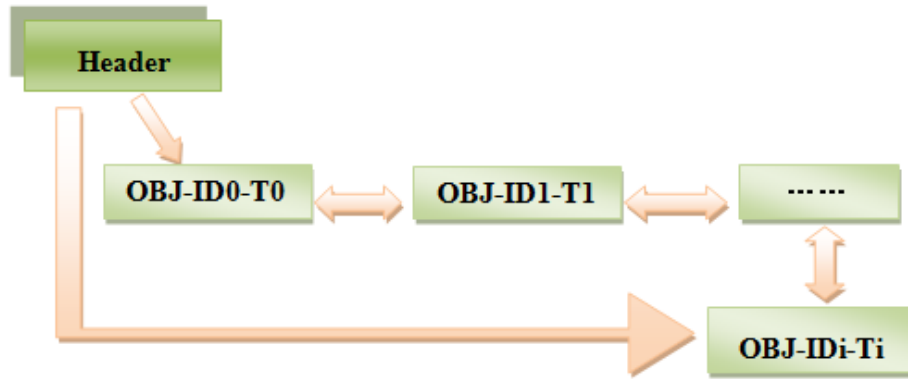 Header
OBJ-ID0-T0
OBJ-ID1-T1
……
OBJ-IDi-Ti